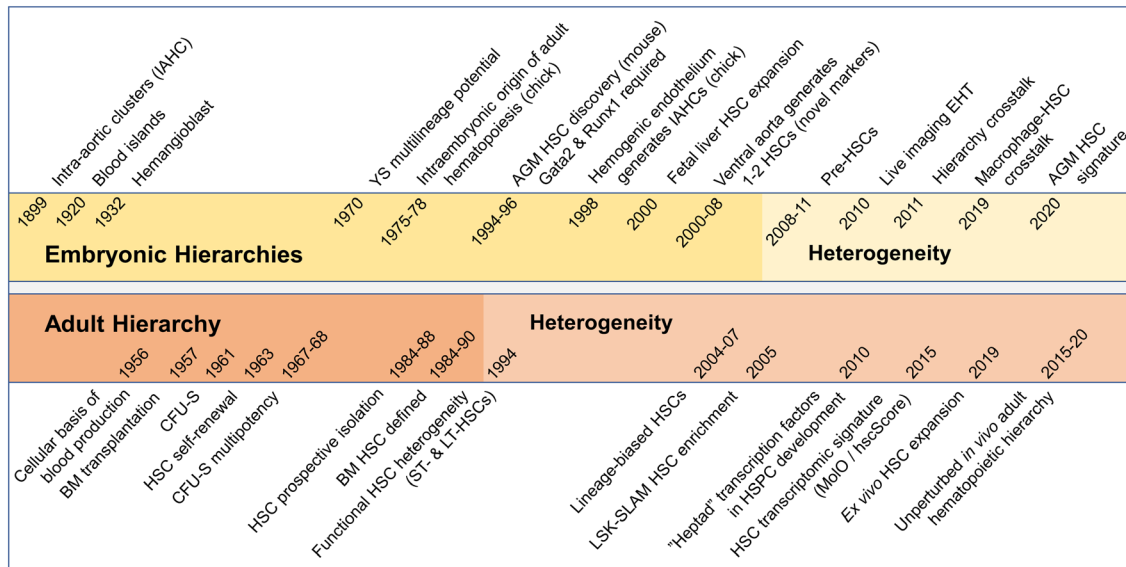 Intra-aortic clusters (IAHC)
Blood islands
Hemangioblast
YS multilineage potential
Intraembryonic origin of adult
hematopoiesis (chick)
AGM HSC discovery (mouse)
Gata2 & Runx1 required
Hemogenic endothelium
generates IAHCs (chick)
Fetal liver HSC expansion
Ventral aorta generates
1-2 HSCs (novel markers)
Pre-HSCs
Live imaging EHT
Hierarchy crosstalk
Macrophage-HSC
crosstalk
AGM HSC
signature
1899
1920
1932
1970
1975-78
1994-96
1998
2000
2000-08
2008-11
2010
2011
2019
2020
Embryonic Hierarchies
Heterogeneity
Adult Hierarchy
Heterogeneity
1956
1957
1961
1963
1967-68
1984-88
1984-90
1994
2004-07
2005
2010
2015
2019
2015-20
Cellular basis of
blood production
BM transplantation
CFU-S
HSC self-renewal
CFU-S multipotency
HSC prospective isolation
BM HSC defined
Functional HSC heterogeneity
(ST- & LT-HSCs)
Lineage-biased HSCs
LSK-SLAM HSC enrichment
"Heptad" transcription factors
in HSPC development
HSC transcriptomic signature
(MolO / hscScore)
Ex vivo HSC expansion
Unperturbed in vivo adult
hematopoietic hierarchy